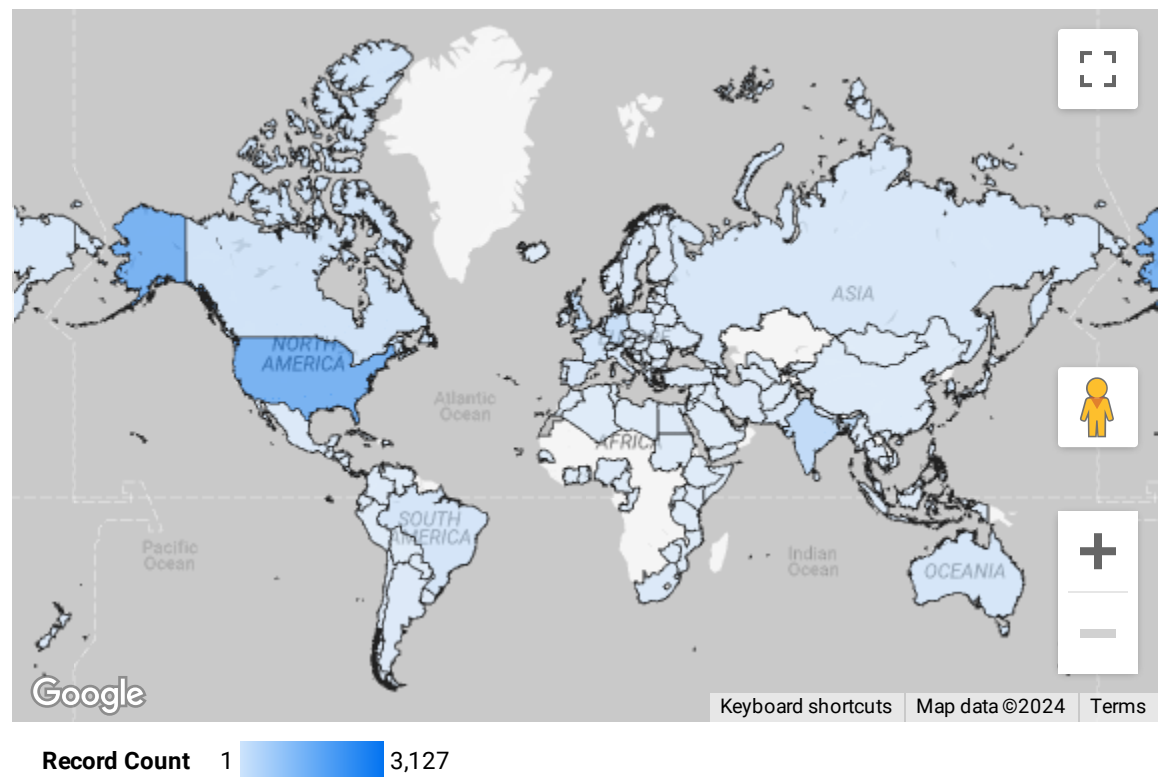 ASIA
NORTH
AMERICA
Atlantic
Ocean
AFRICA
SOUTH
AMERICA
Pacific
Ocean
Indian
Ocean
OCEANIA
Google
Keyboard shortcuts
Map data ©2024
Terms
Record Count 1 3,127